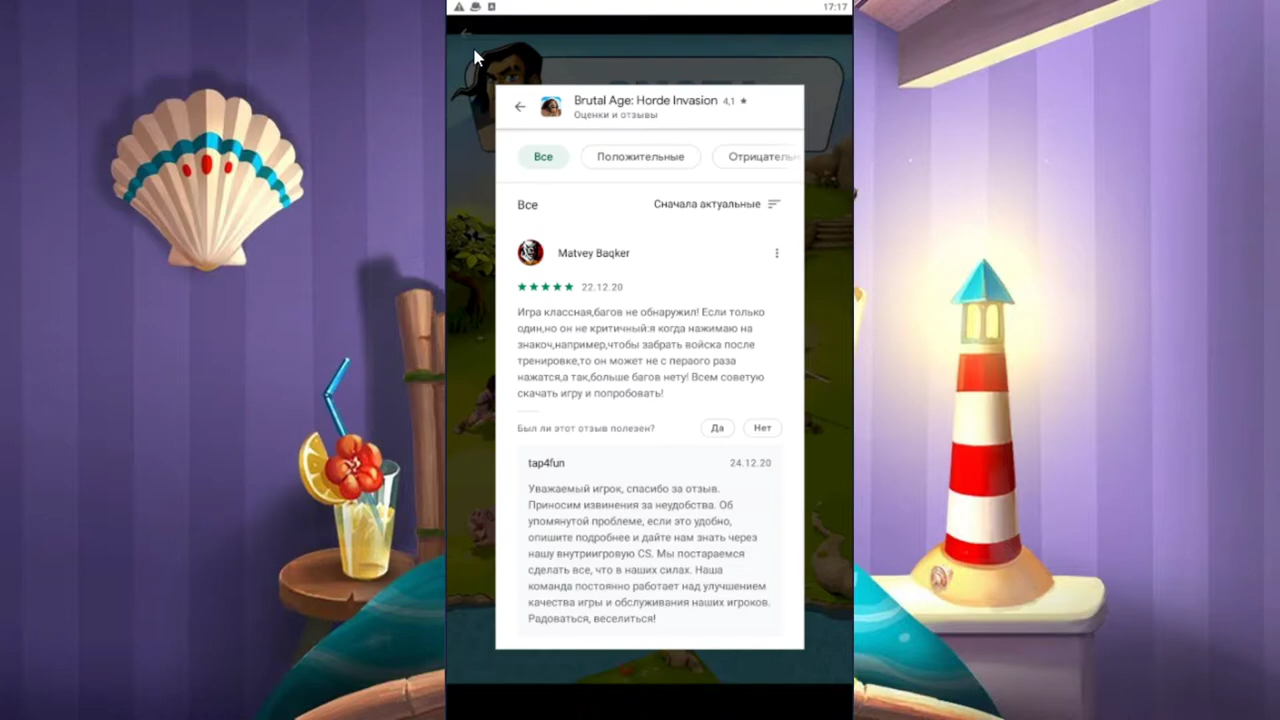 17:17
Brutal Age: Horde Invasion 4,1 ★
Оценки и отзывы
Все
Положительные
Отрицательн
Все
Сначала актуальные
Matvey Baqker
22.12.20
Игра классная,багов не обнаружил! Если только
один,но он не критичный:я когда нажимаю на
знакоч,например,чтобы забрать войска после
тренировке,то он может не с пераого раза
нажатся,а так,больше багов нету! Всем советую
скачать игру и попробовать!
Был ли этот отзыв полезен?
Да
Нет
tap4fun
24.12.20
Уважаемый игрок, спасибо за отзыв.
Приносим извинения за неудобства. Об
упомянутой проблеме, если это удобно,
опишите подробнее и дайте нам знать через
нашу внутриигровую CS. Мы постараемся
сделать все, что в наших силах. Наша
команда постоянно работает над улучшением
качества игры и обслуживания наших игроков.
Радоваться, веселиться!